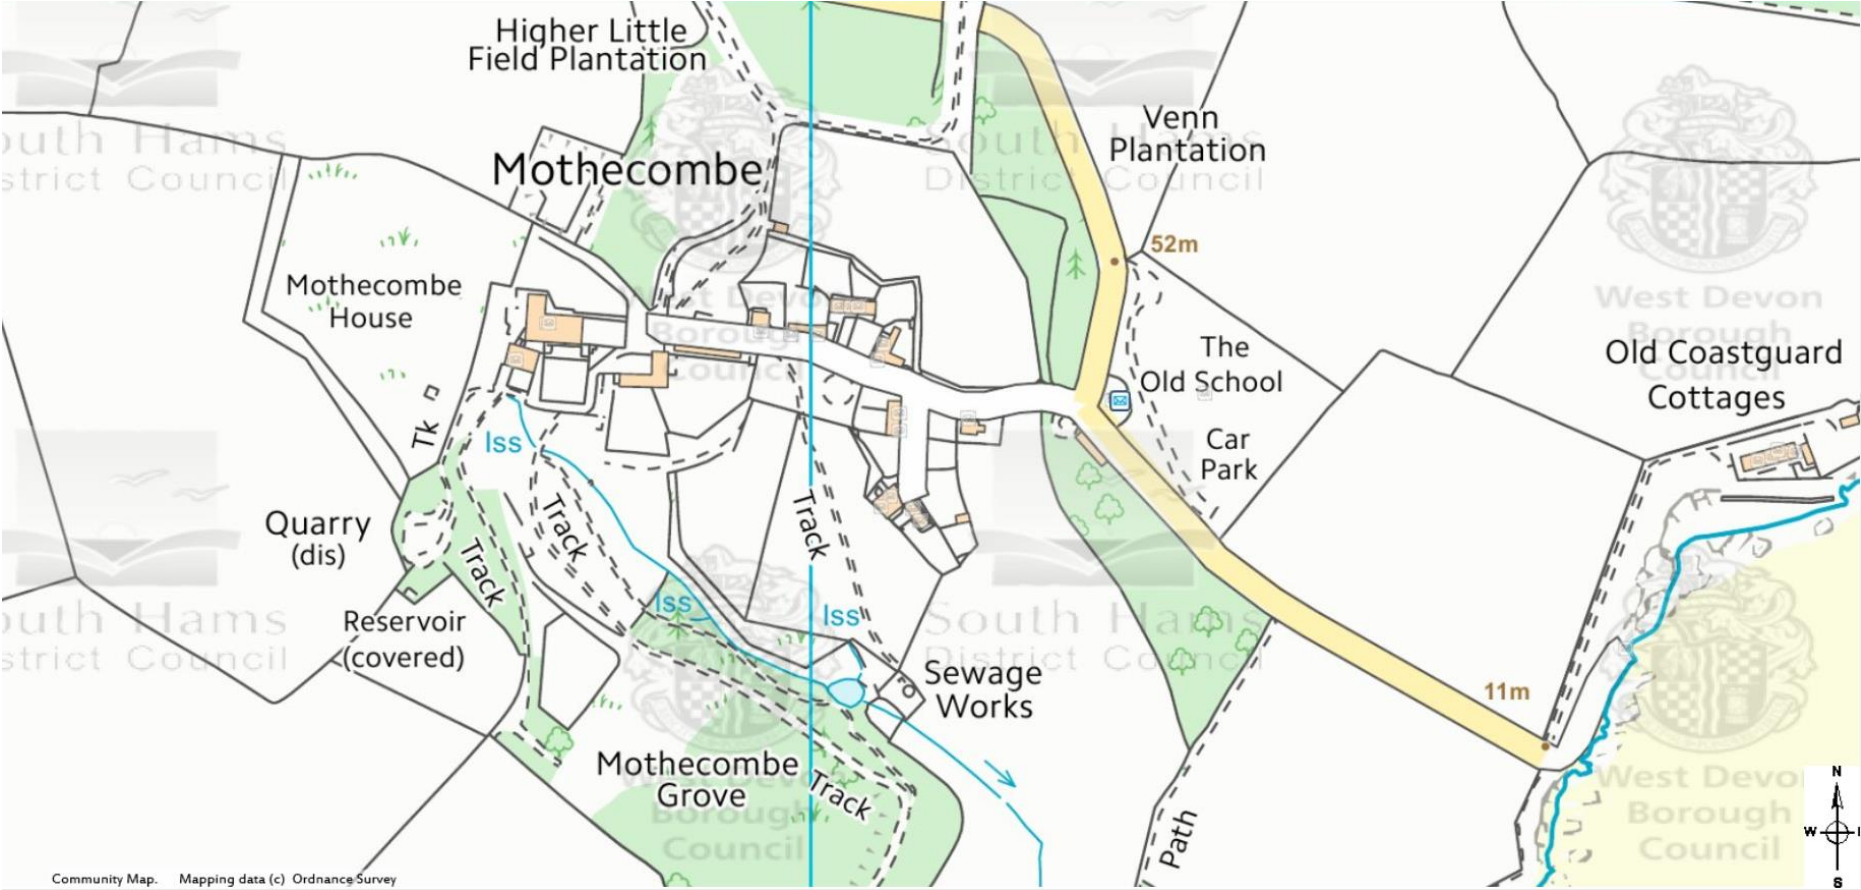 Higher Little
Field Plantation
Venn
Plantation
Mothecombe
52m
Mothecombe
House
The
Old School
Old Coastguard
Cottages
Tk
Iss
Car
Park
Quarry
(dis)
Track
Track
Track
Iss
Iss
Reservoir
(covered)
Sewage
Works
11m
Mothecombe
Grove
Track
Path
N
W
S
Community Map. Mapping data (c) Ordnance Survey
South Hams
District Council
West Devon
Borough
Council